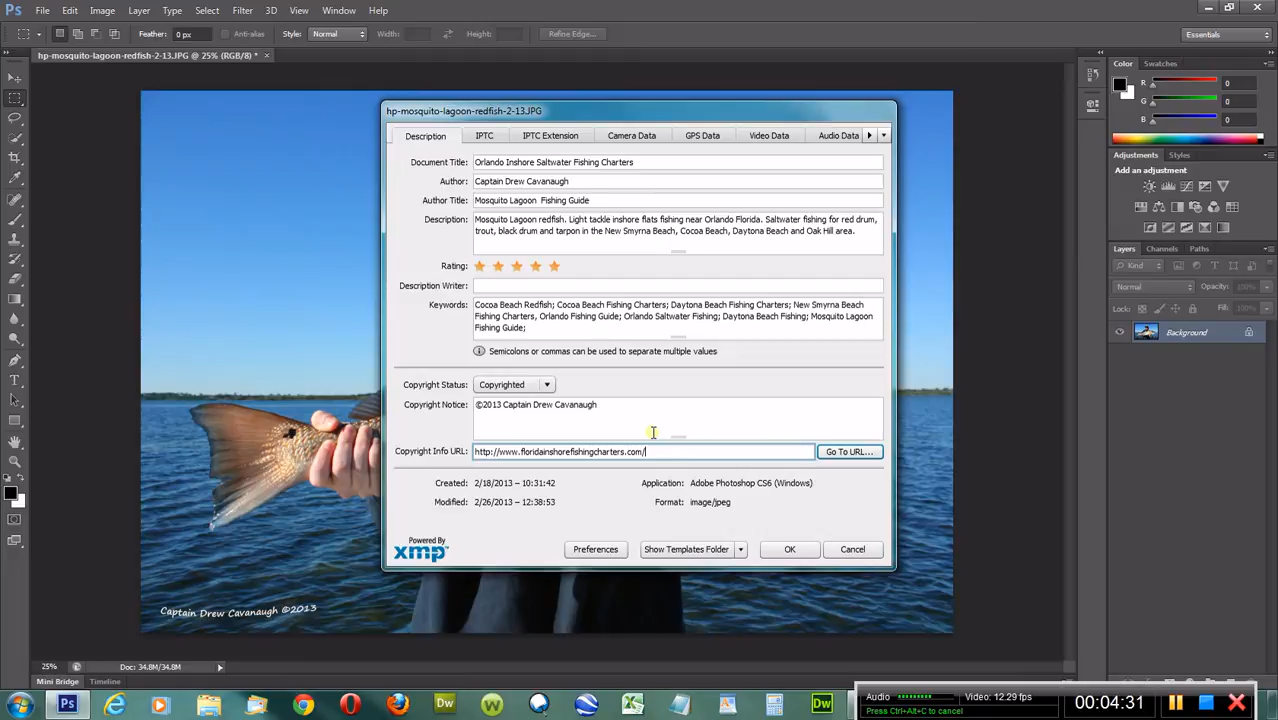 Ps File Edit Image Layer Type Select Filter 3D View Window Help
Feather: 0 px Anti-alias Style: Normal Width: Height: Refine Edge... Essentials
hp-mosquito-lagoon-redfish-2-13.JPG @ 25% (RGB/8) * ×
hp-mosquito-lagoon-redfish-2-13.JPG
Description IPTC IPTC Extension Camera Data GPS Data Video Data Audio Data
Document Title: Orlando Inshore Saltwater Fishing Charters
Author: Captain Drew Cavanaugh
Author Title: Mosquito Lagoon  Fishing Guide
Description: Mosquito Lagoon redfish. Light tackle inshore flats fishing near Orlando Florida. Saltwater fishing for red drum,
trout, black drum and tarpon in the New Smyrna Beach, Cocoa Beach, Daytona Beach and Oak Hill area.
Rating:
Description Writer:
Keywords: Cocoa Beach Redfish; Cocoa Beach Fishing Charters; Daytona Beach Fishing Charters; New Smyrna Beach
Fishing Charters, Orlando Fishing Guide; Orlando Saltwater Fishing; Daytona Beach Fishing; Mosquito Lagoon
Fishing Guide;
Semicolons or commas can be used to separate multiple values
Copyright Status: Copyrighted
Copyright Notice: ©2013 Captain Drew Cavanaugh
Copyright Info URL: http://www.floridainshorefishingcharters.com/ Go To URL...
Created: 2/18/2013 – 10:31:42 Application: Adobe Photoshop CS6 (Windows)
Modified: 2/26/2013 – 12:38:53 Format: image/jpeg
Powered By
xmp Preferences Show Templates Folder OK Cancel
Captain Drew Cavanaugh ©2013
Color Swatches
R 0
G 0
B 0
Adjustments Styles
Add an adjustment
Layers Channels Paths
Kind
Normal Opacity: 100%
Lock: Fill: 100%
Background
25% Doc: 34.8M/34.8M
Mini Bridge Timeline
Ps Dw W Dw
Audio Video: 12.29 fps
Press Ctrl+Alt+C to cancel
00:04:31